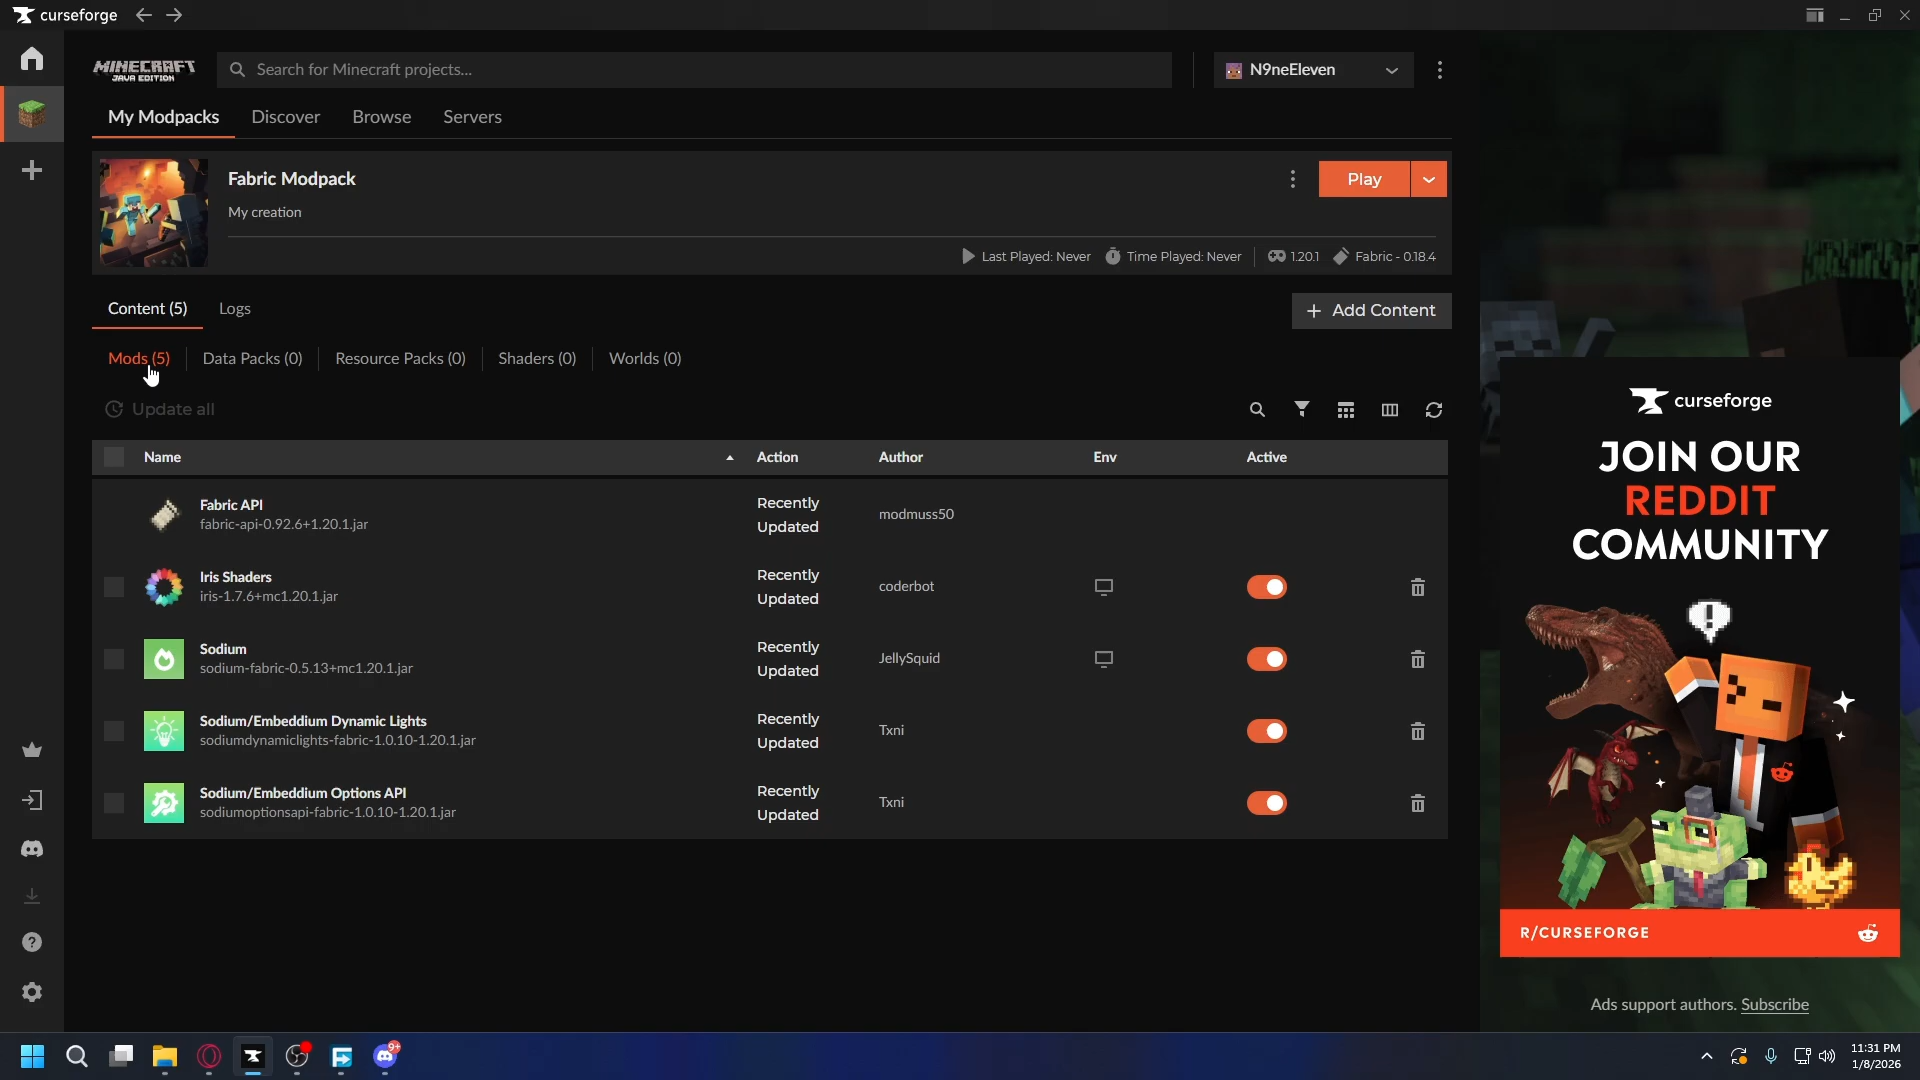 curseforge
MINECRAFT
JAVA EDITION
Search for Minecraft projects...
N9neEleven
My Modpacks
Discover
Browse
Servers
Fabric Modpack
Play
My creation
Last Played: Never
Time Played: Never
1.20.1
Fabric - 0.18.4
Content (5)
Logs
Add Content
Mods (5)
Data Packs (0)
Resource Packs (0)
Shaders (0)
Worlds (0)
Update all
Name
Action
Author
Env
Active
Fabric API
fabric-api-0.92.6+1.20.1.jar
Recently
Updated
modmuss50
Iris Shaders
iris-1.7.6+mc1.20.1.jar
Recently
Updated
coderbot
Sodium
sodium-fabric-0.5.13+mc1.20.1.jar
Recently
Updated
JellySquid
Sodium/Embeddium Dynamic Lights
sodiumdynamiclights-fabric-1.0.10-1.20.1.jar
Recently
Updated
Txni
Sodium/Embeddium Options API
sodiumoptionsapi-fabric-1.0.10-1.20.1.jar
Recently
Updated
Txni
curseforge
JOIN OUR
REDDIT
COMMUNITY
R/CURSEFORGE
Ads support authors. Subscribe
9+
11:31 PM
1/8/2026